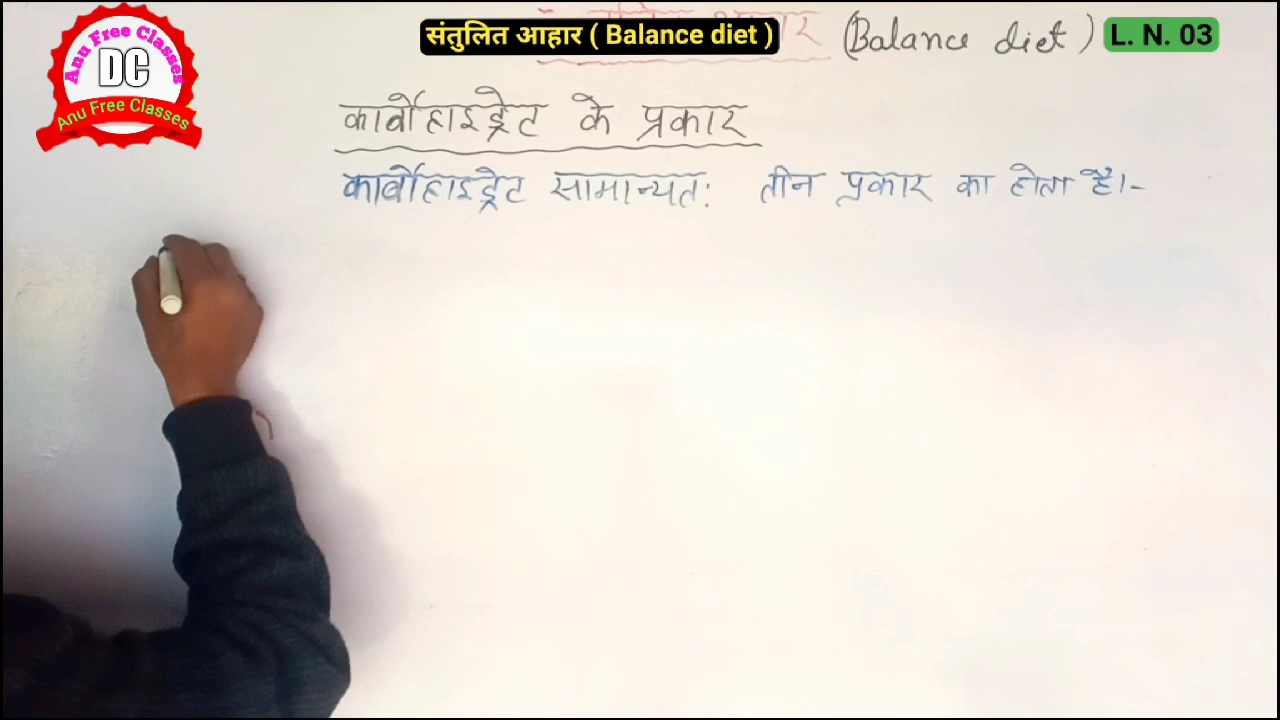 Anu Free Classes
DC
Anu Free Classes
संतुलित आहार ( Balance diet ) (Balance diet) L. N. 03
कार्बोहाइड्रेट के प्रकार
कार्बोहाइड्रेट सामान्यत: तीन प्रकार का होता है।-